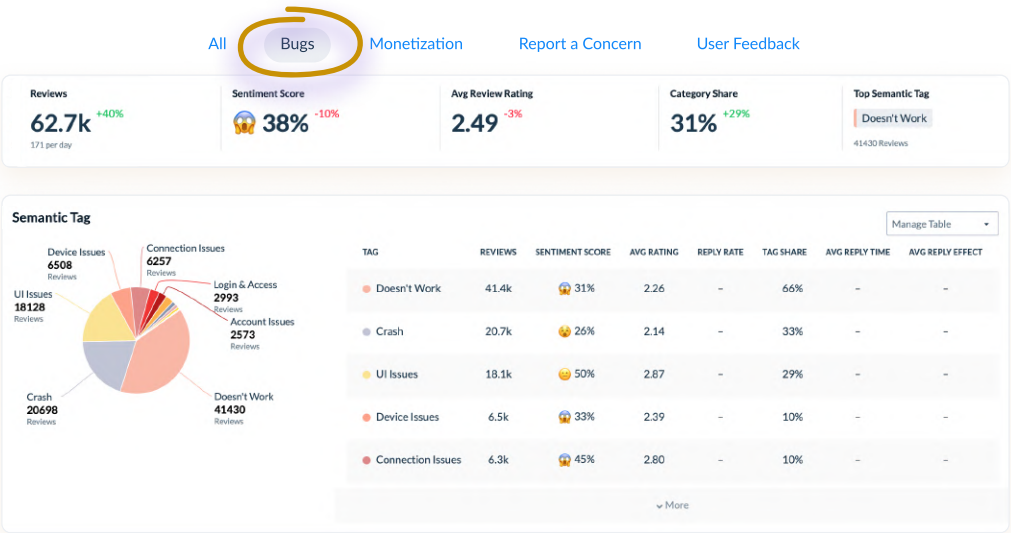 All Bugs Monetization Report a Concern User Feedback
Reviews
62.7k +40%
171 per day
Sentiment Score
38% -10%
Avg Review Rating
2.49 -3%
Category Share
31% +29%
Top Semantic Tag
Doesn't Work
41430 Reviews
Semantic Tag
Manage Table
Device Issues
6508
Reviews
Connection Issues
6257
Reviews
UI Issues
18128
Reviews
Login & Access
2993
Reviews
Account Issues
2573
Reviews
Crash
20698
Reviews
Doesn't Work
41430
Reviews
TAG REVIEWS SENTIMENT SCORE AVG RATING REPLY RATE TAG SHARE AVG REPLY TIME AVG REPLY EFFECT
Doesn't Work 41.4k 31% 2.26 – 66% – –
Crash 20.7k 26% 2.14 – 33% – –
UI Issues 18.1k 50% 2.87 – 29% – –
Device Issues 6.5k 33% 2.39 – 10% – –
Connection Issues 6.3k 45% 2.80 – 10% – –
More